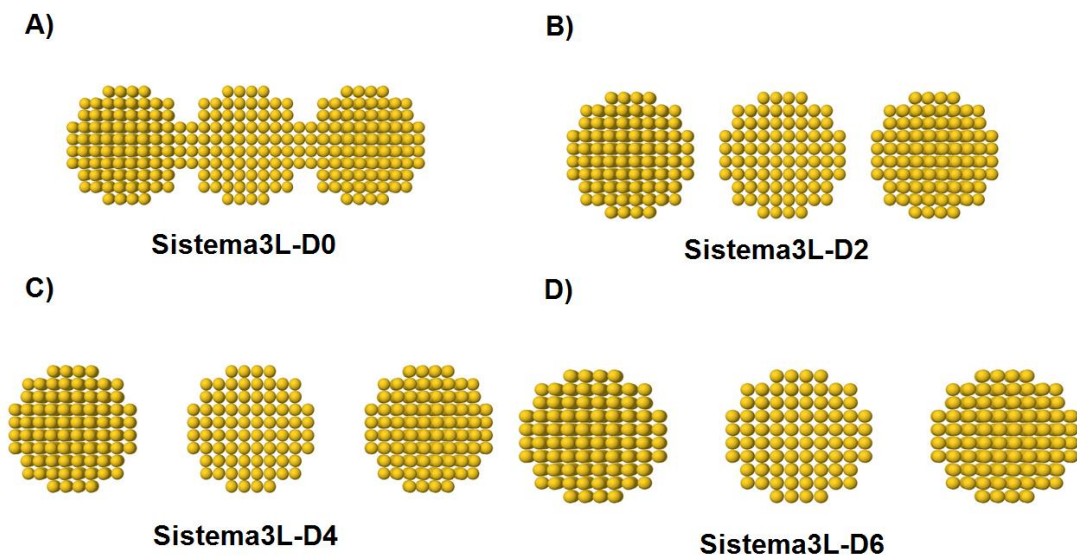 A)
B)
Sistema3L-D0
Sistema3L-D2
C)
D)
Sistema3L-D4
Sistema3L-D6